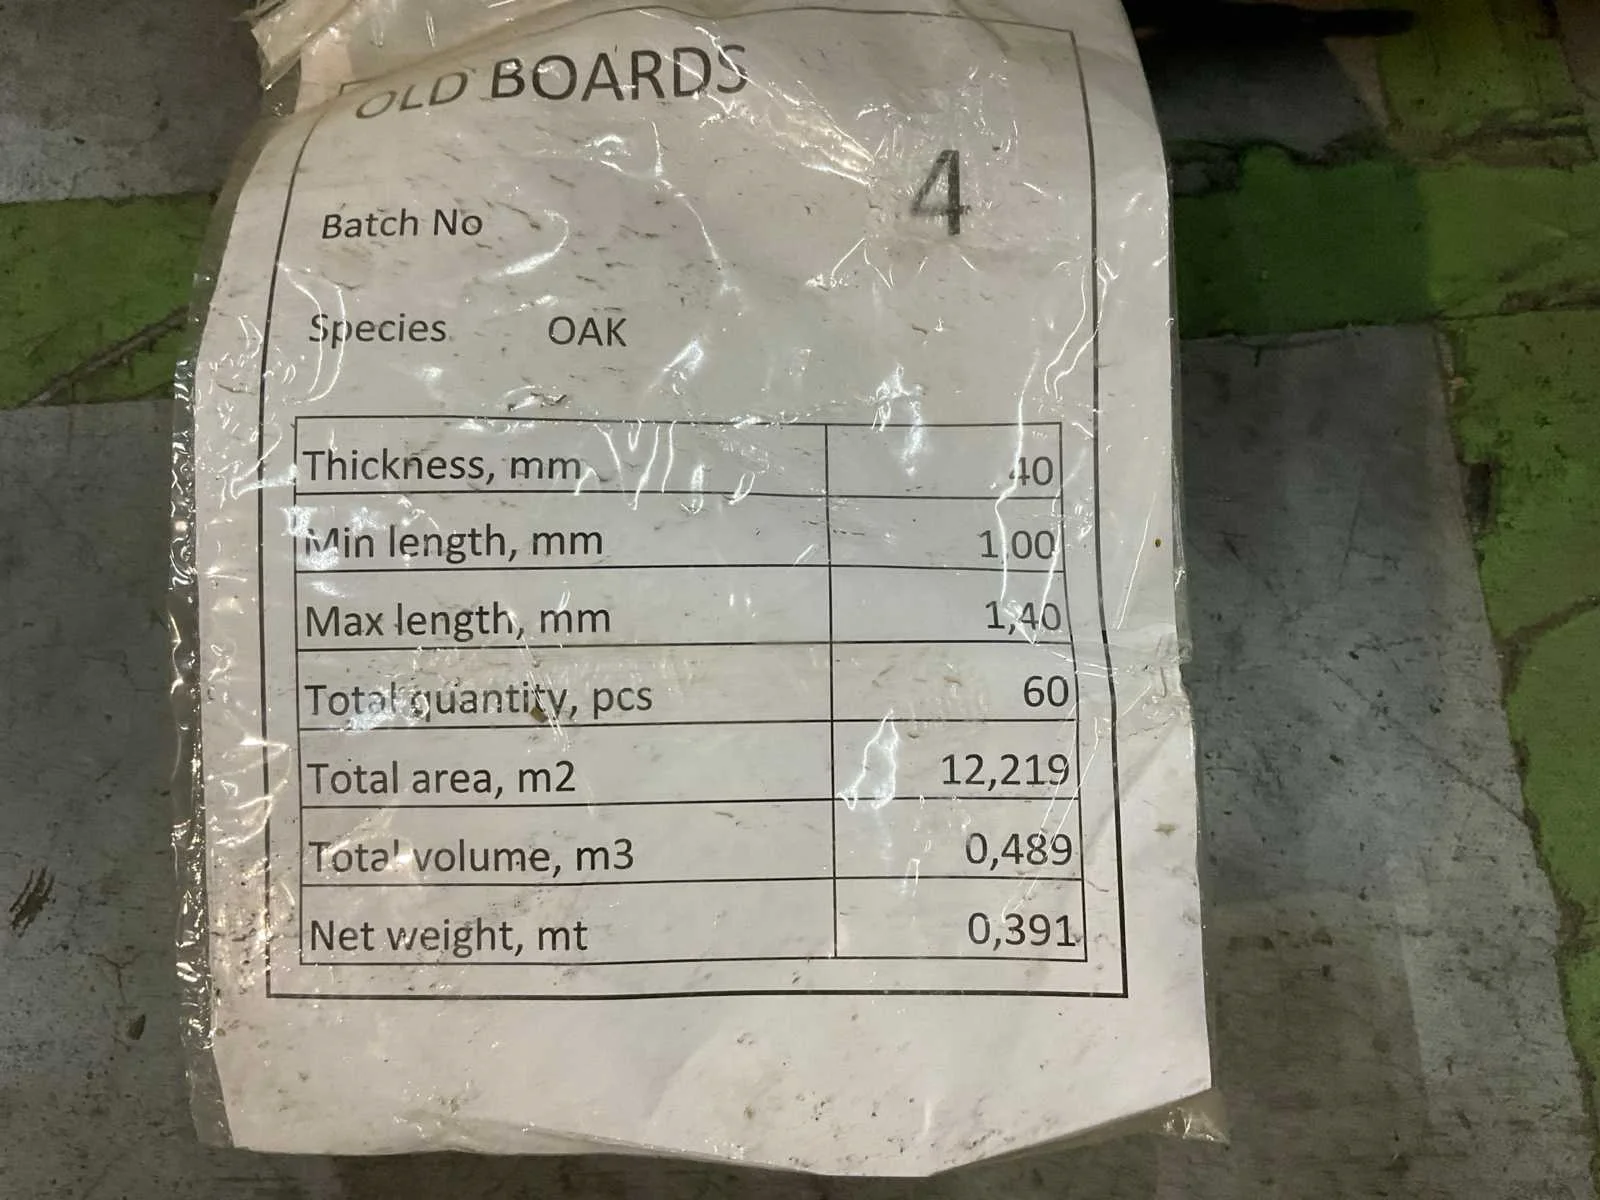 OLD BOARDS
Batch No 4
Species OAK
Thickness, mm 40
Min length, mm 1,00
Max length, mm 1,40
Total quantity, pcs 60
Total area, m2 12,219
Total volume, m3 0,489
Net weight, mt 0,391